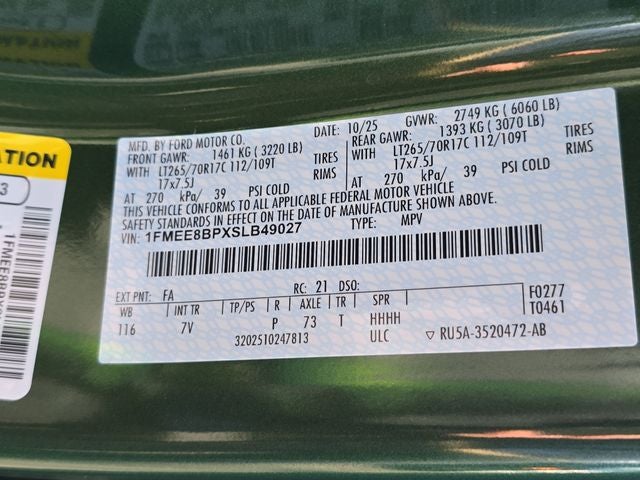 MFD. BY FORD MOTOR CO.
DATE: 10/25
GVWR: 2749 KG (6060 LB)
FRONT GAWR: 1461 KG (3220 LB)
REAR GAWR: 1393 KG (3070 LB)
WITH LT265/70R17C 112/109T TIRES
LT265/70R17C 112/109T TIRES
WITH 17x7.5J RIMS
17x7.5J RIMS
AT 270 kPa/ 39 PSI COLD
AT 270 kPa/ 39 PSI COLD
THIS VEHICLE CONFORMS TO ALL APPLICABLE FEDERAL MOTOR VEHICLE
SAFETY STANDARDS IN EFFECT ON THE DATE OF MANUFACTURE SHOWN ABOVE.
VIN: 1FMEE8BPXSLB49027
TYPE: MPV
EXT PNT: FA RC: 21 DSO:
F0277
T0461
WB INT TR TP/PS R AXLE TR SPR
116 7V P 73 T HHHH
3202510247813 ULC ▽ RU5A-3520472-AB
ATION
3